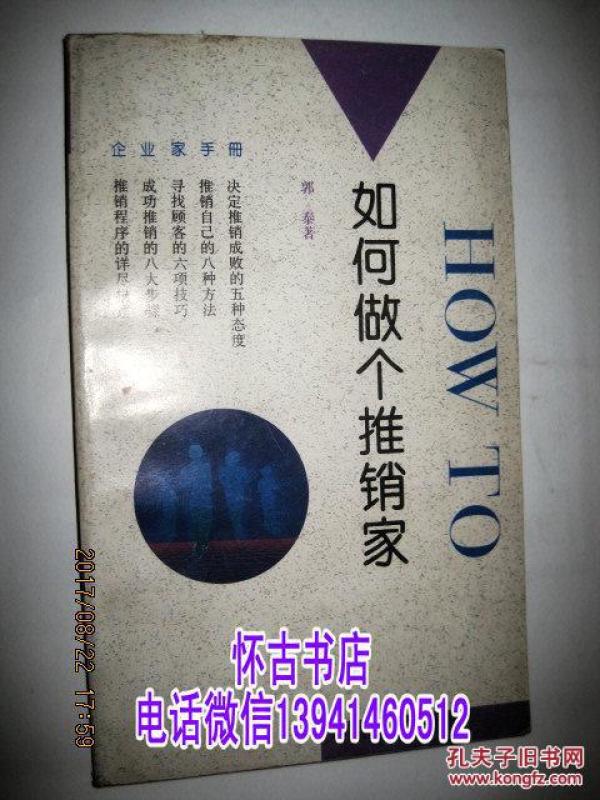 企业家手册
决定推销成败的五种态度
推销自己的八种方法
寻找顾客的六项技巧
成功推销的八大步骤
推销程序的详尽
郭 泰著
如何做个推销家
HOW TO
2017/08/22 17:59
怀古书店
电话微信13941460512
孔夫子旧书网
www.kongfz.com